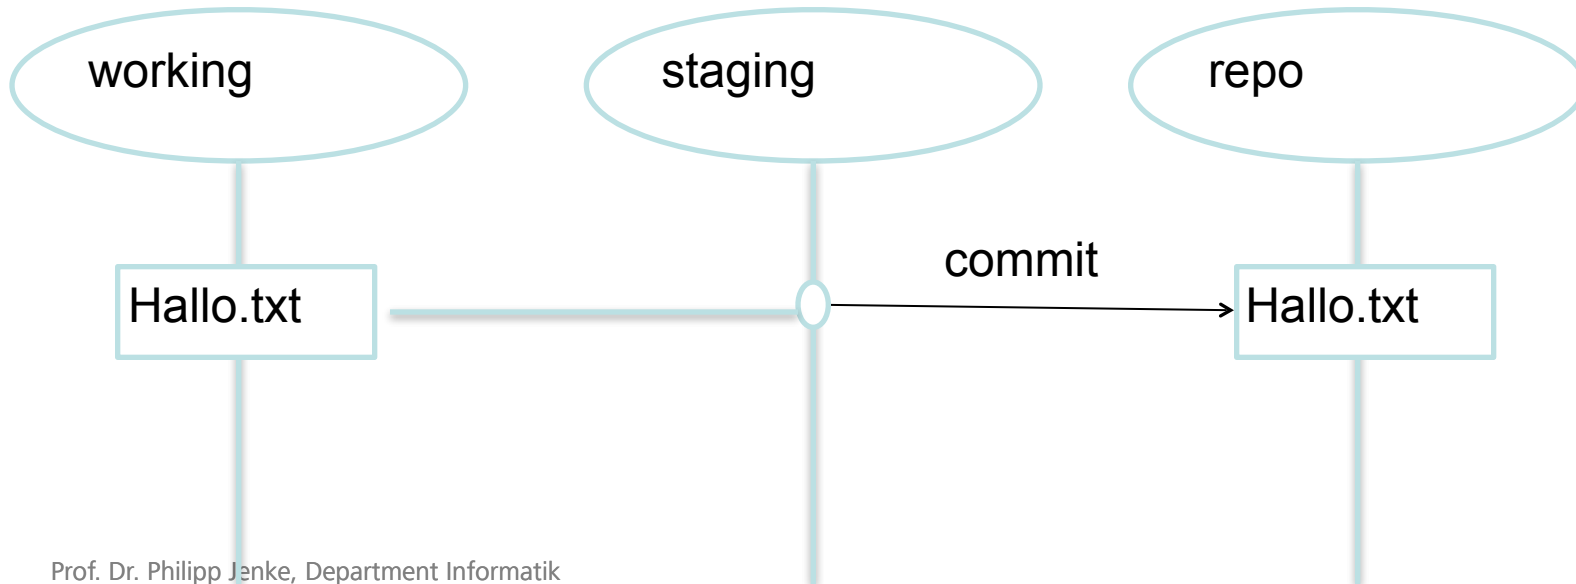 working
staging
repo
commit
Hallo.txt
Hallo.txt
Prof. Dr. Philipp Jenke, Department Informatik